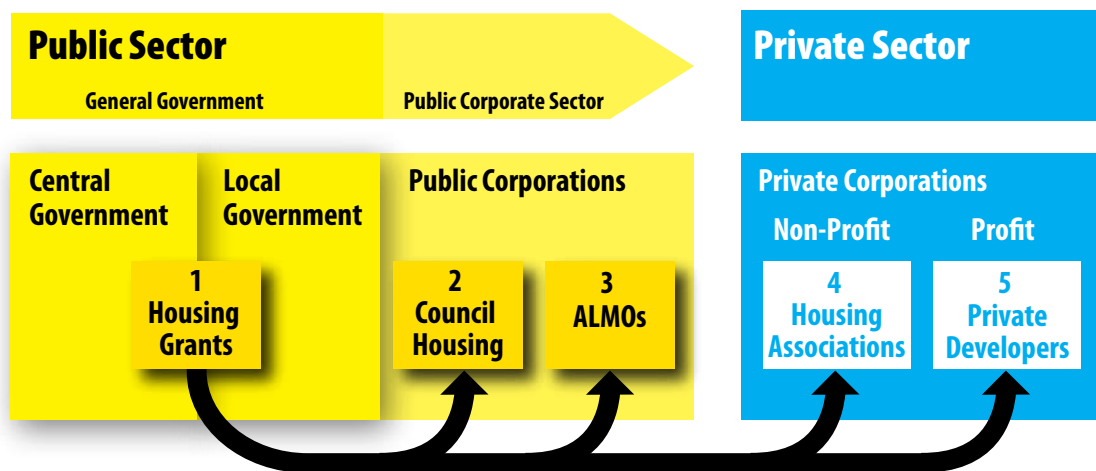 Public Sector
General Government
Public Corporate Sector
Private Sector
Central
Government
Local
Government
Public Corporations
Private Corporations
Non-Profit
Profit
1
Housing
Grants
2
Council
Housing
3
ALMOs
4
Housing
Associations
5
Private
Developers